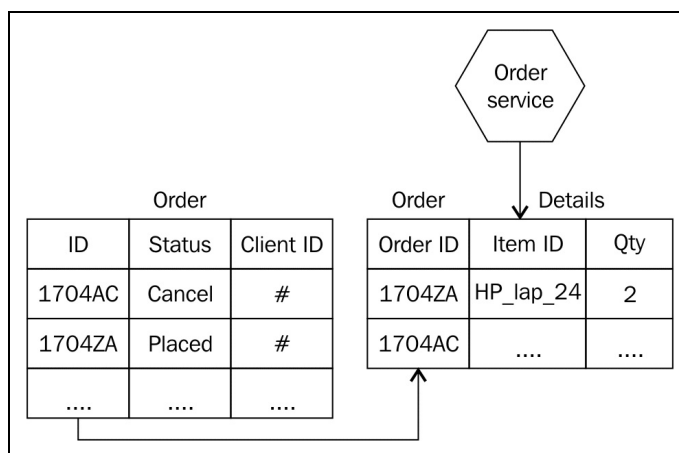 Order
service
Order
Order Details
ID Status Client ID
Order ID Item ID Qty
1704AC Cancel #
1704ZA HP_lap_24 2
1704ZA Placed #
1704AC .... ....
.... .... ....